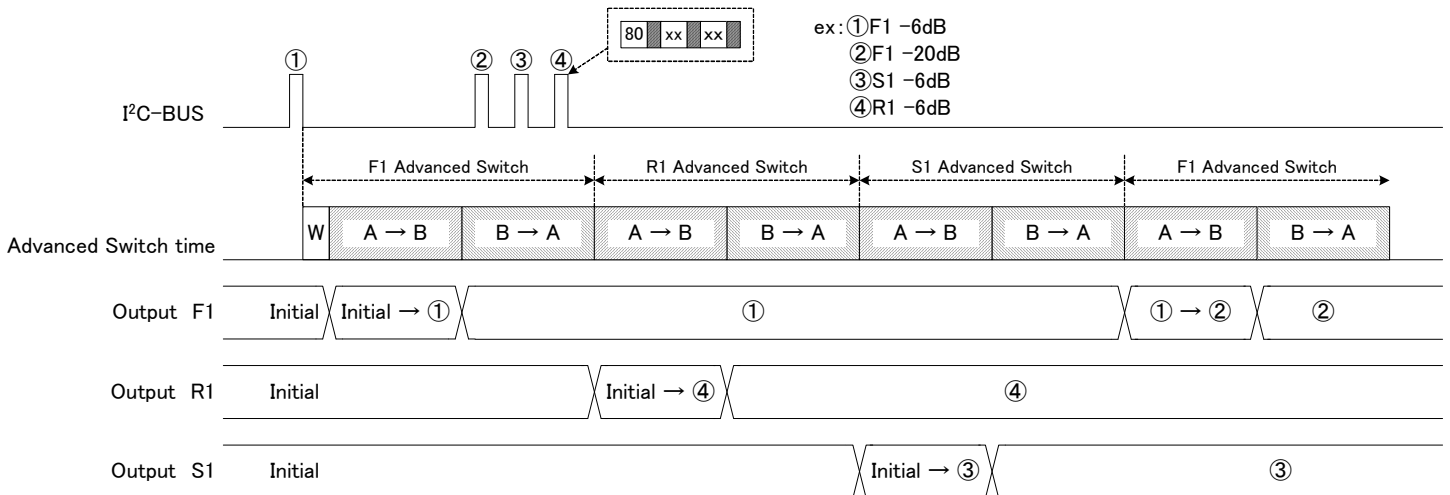 80 xx xx
ex:①F1 -6dB
②F1 -20dB
③S1 -6dB
④R1 -6dB
① ② ③ ④
I²C-BUS
F1 Advanced Switch R1 Advanced Switch S1 Advanced Switch F1 Advanced Switch
Advanced Switch time W A → B B → A A → B B → A A → B B → A A → B B → A
Output F1 Initial Initial → ① ① ① → ② ②
Output R1 Initial Initial → ④ ④
Output S1 Initial Initial → ③ ③